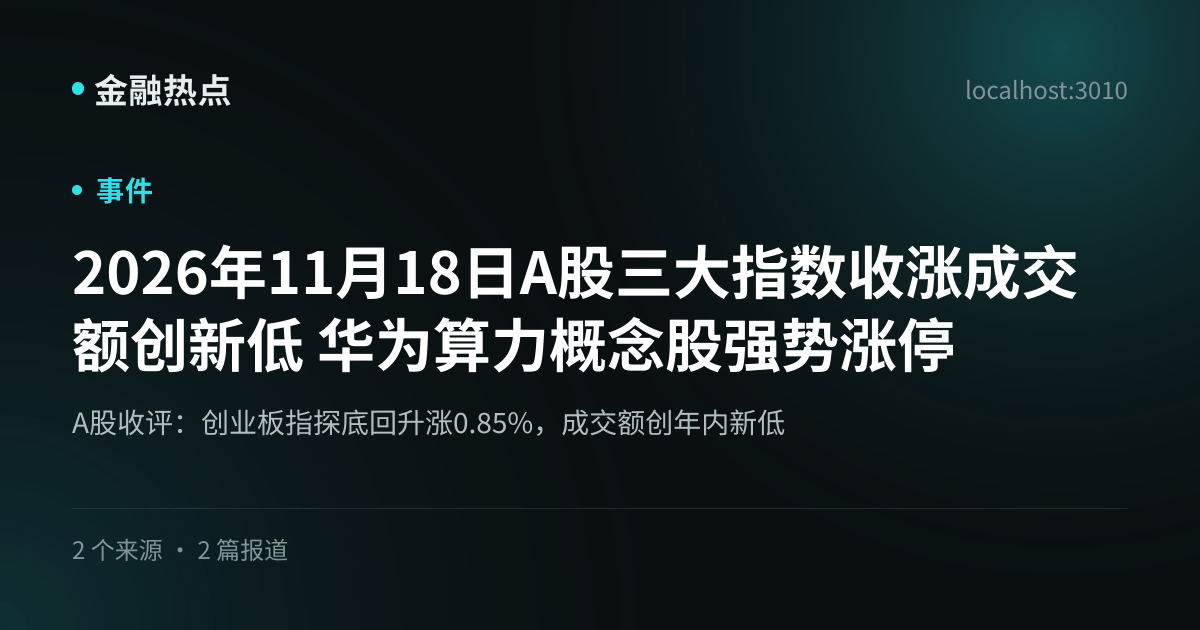 金融热点
localhost:3010
事件
2026年11月18日A股三大指数收涨成交
额创新低 华为算力概念股强势涨停
A股收评：创业板指探底回升涨0.85%，成交额创年内新低
2 个来源 · 2 篇报道